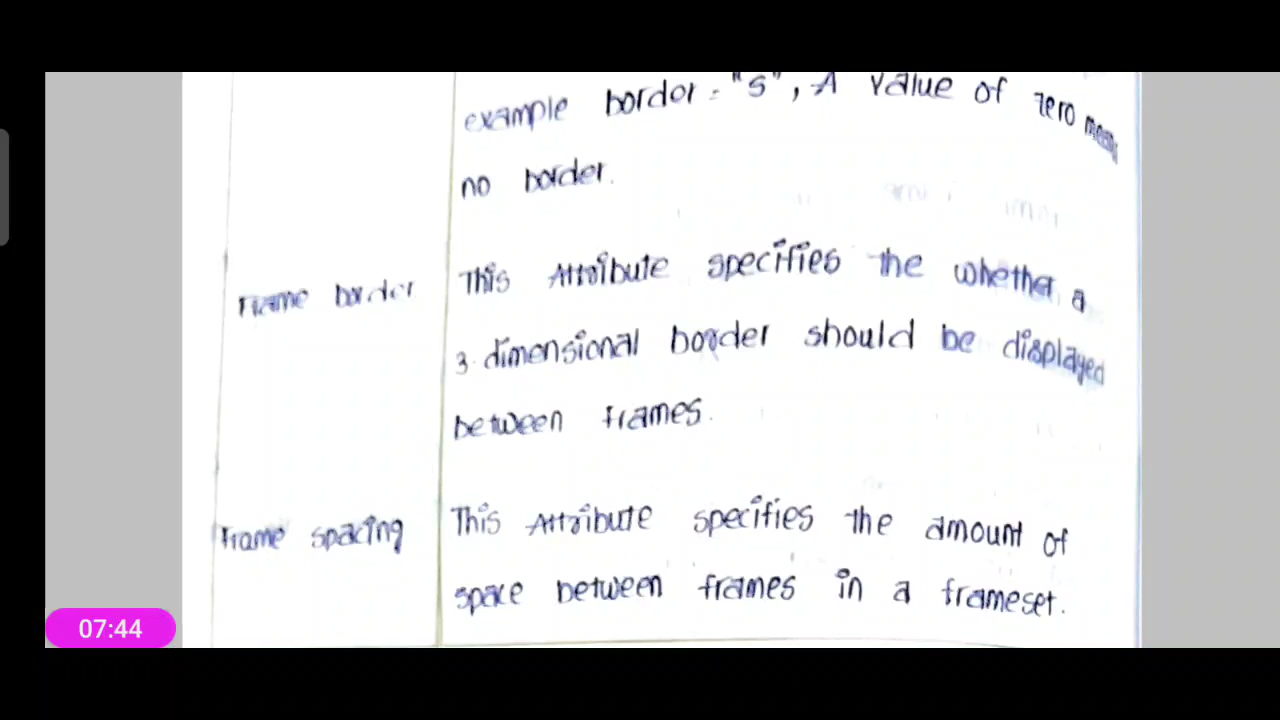 example border = "5", A value of zero means
no border.
Frame border This Attribute specifies the whether a
3. dimensional border should be displayed
between frames.
Frame spacing This Attribute specifies the amount of
space between frames in a frameset.
07:44